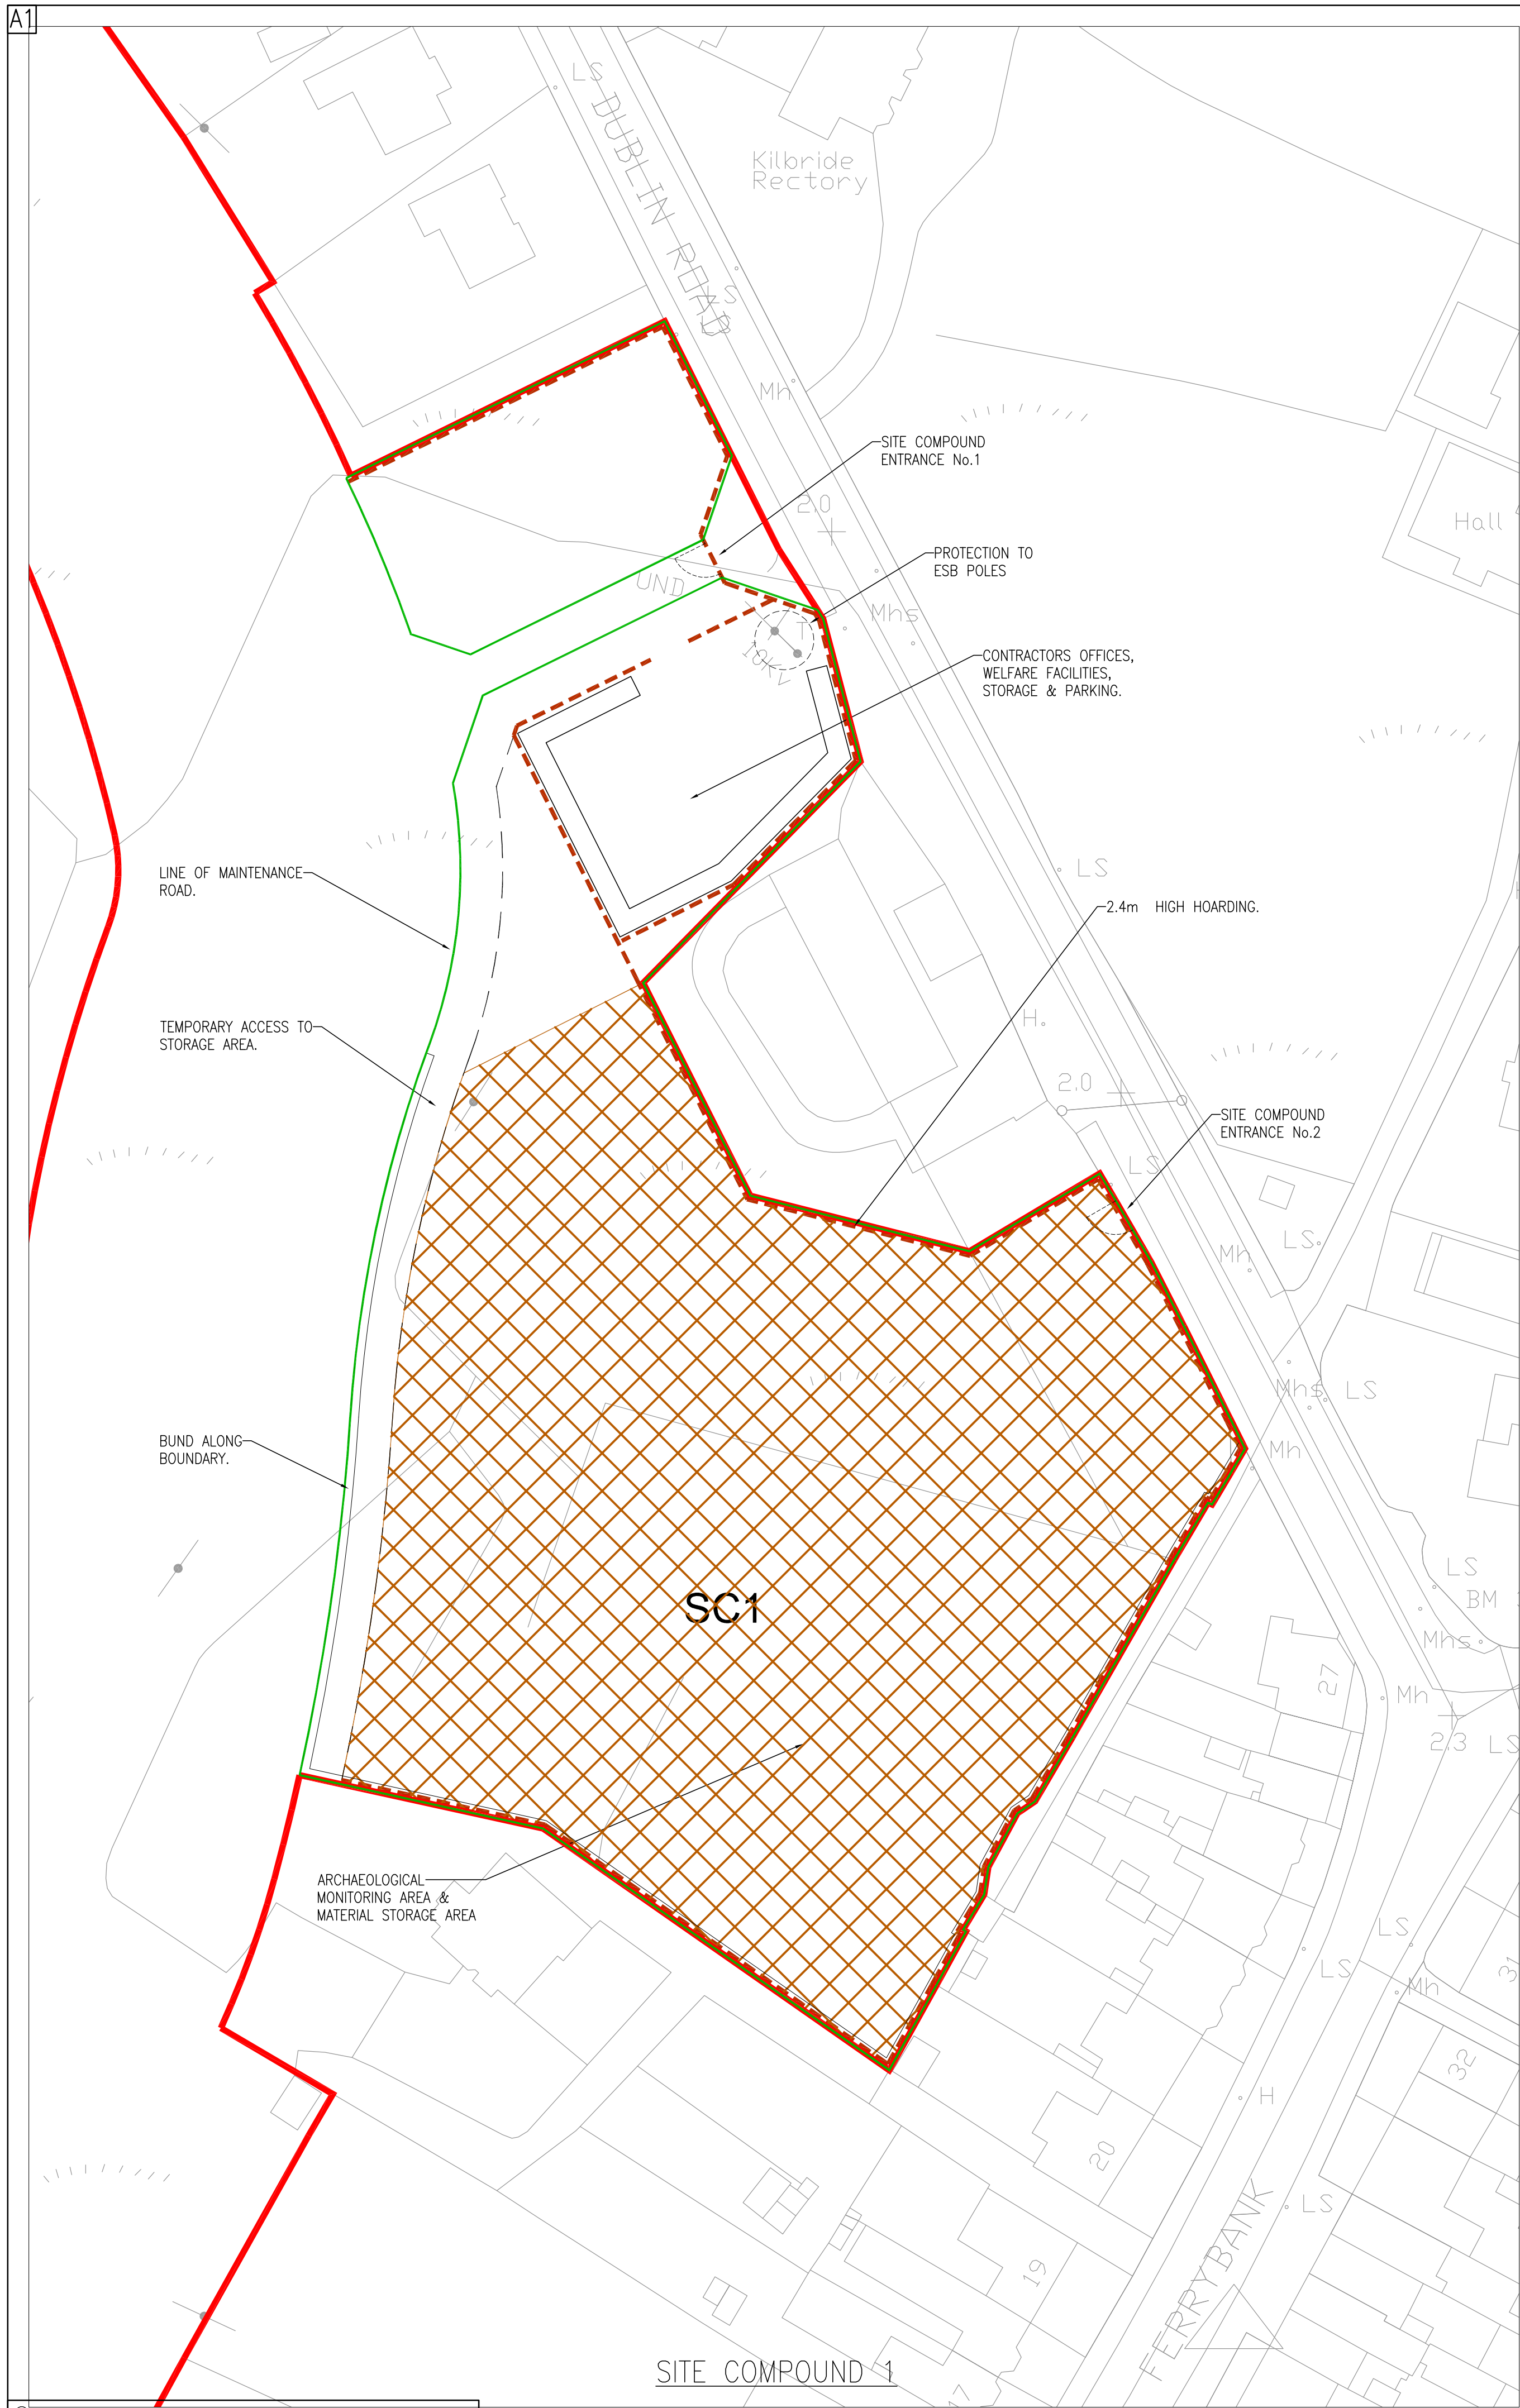 A1
LS
DUBLIN ROAD
Kilbride
Rectory
LS
LS
Mh
SITE COMPOUND
ENTRANCE No.1
2.0
Hall
PROTECTION TO
ESB POLES
UND
Mhs
T
10KV
CONTRACTORS OFFICES,
WELFARE FACILITIES,
STORAGE & PARKING.
LINE OF MAINTENANCE
ROAD.
LS
2.4m HIGH HOARDING.
TEMPORARY ACCESS TO
STORAGE AREA.
H.
2.0
SITE COMPOUND
ENTRANCE No.2
LS
Mh
LS
Mhs
LS
BUND ALONG
BOUNDARY.
Mh
LS
BM
SC1
Mhs
27
Mh
2.3
LS
ARCHAEOLOGICAL
MONITORING AREA &
MATERIAL STORAGE AREA
LS
LS
31
Mh
32
H
20
LS
FERRYBANK
19
SITE COMPOUND 1
17